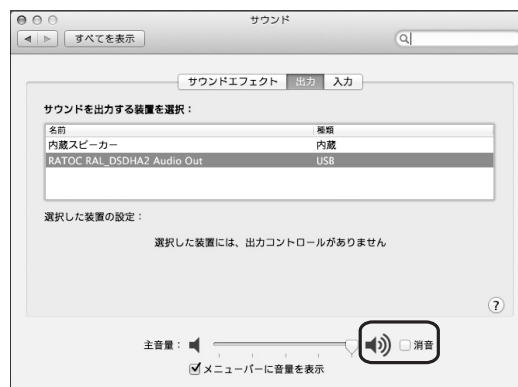 サウンド
すべてを表示
サウンドエフェクト 出力 入力
サウンドを出力する装置を選択：
名前 種類
内蔵スピーカー 内蔵
RATOC RAL_DSDHA2 Audio Out USB
選択した装置の設定：
選択した装置には、出力コントロールがありません
?
主音量： 消音
メニューバーに音量を表示